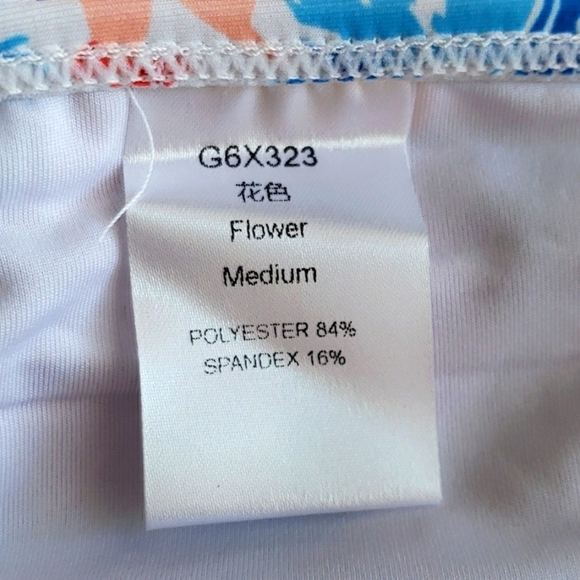 G6X323
花色
Flower
Medium
POLYESTER 84%
SPANDEX 16%